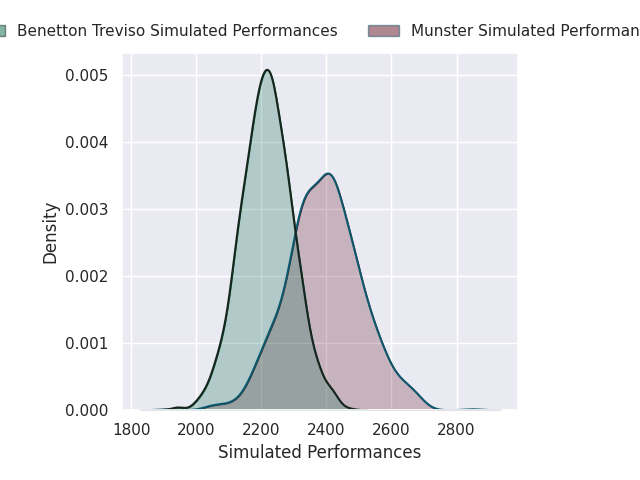 Benetton Treviso Simulated Performances Munster Simulated Performan
0.005
0.004
0.003
0.002
0.001
0.000
Density
1800 2000 2200 2400 2600 2800
Simulated Performances